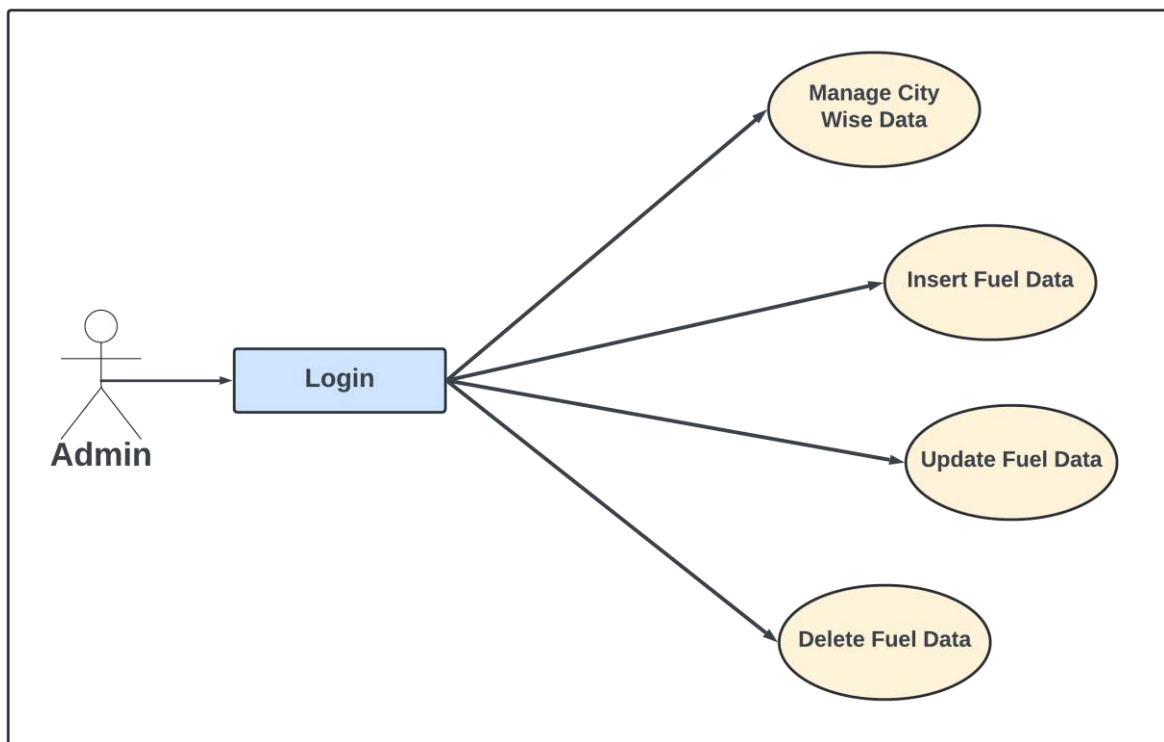 Manage City
Wise Data
Insert Fuel Data
Login
Admin
Update Fuel Data
Delete Fuel Data